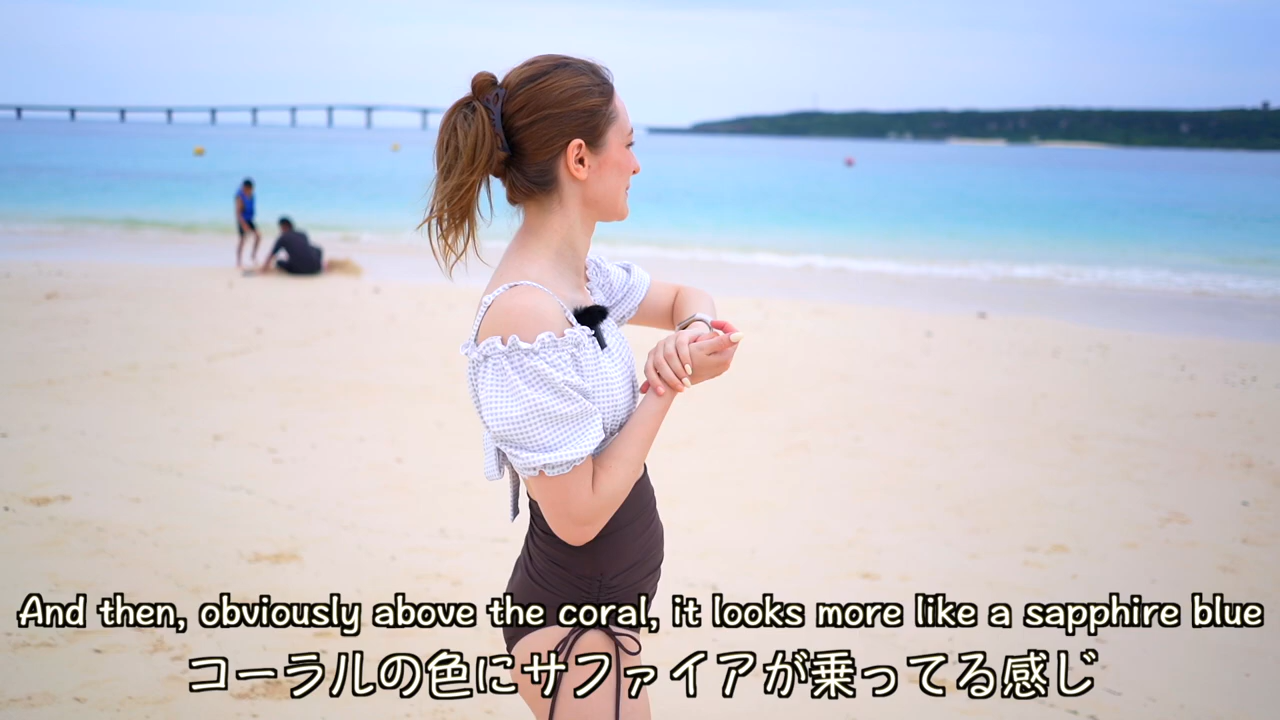 And then, obviously above the coral, it looks more like a sapphire blue
コーラルの色にサファイアが乗ってる感じ